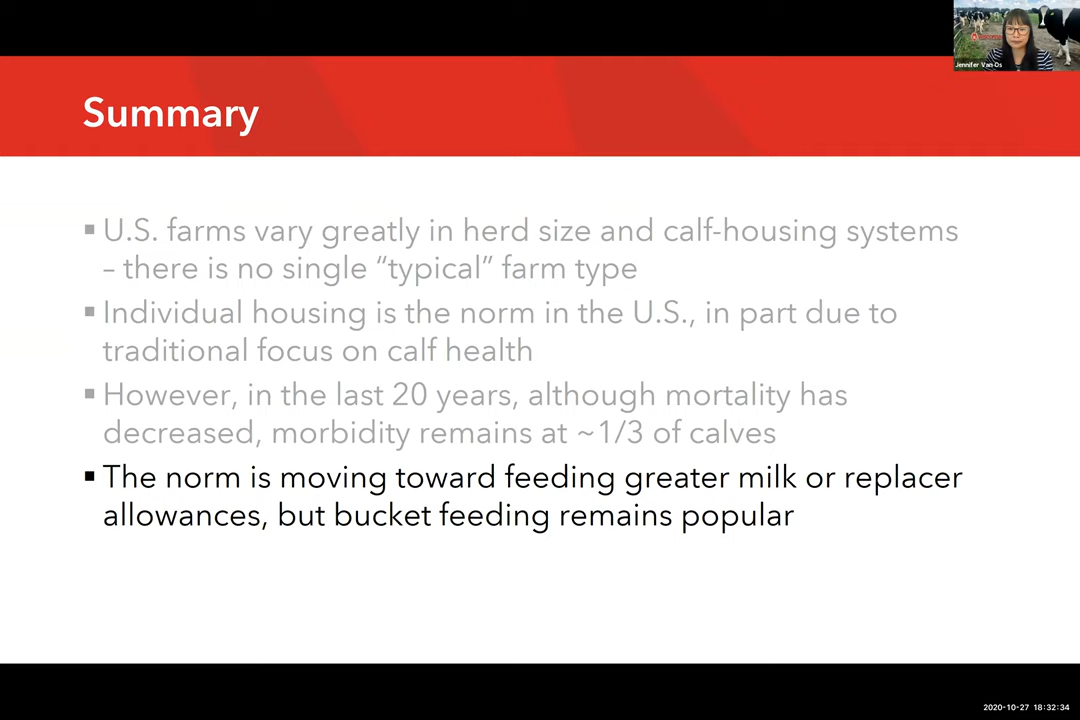 Jennifer Van Os
Summary
▪ U.S. farms vary greatly in herd size and calf-housing systems
– there is no single “typical” farm type
▪ Individual housing is the norm in the U.S., in part due to
traditional focus on calf health
▪ However, in the last 20 years, although mortality has
decreased, morbidity remains at ~1/3 of calves
▪ The norm is moving toward feeding greater milk or replacer
allowances, but bucket feeding remains popular
2020-10-27 18:32:34